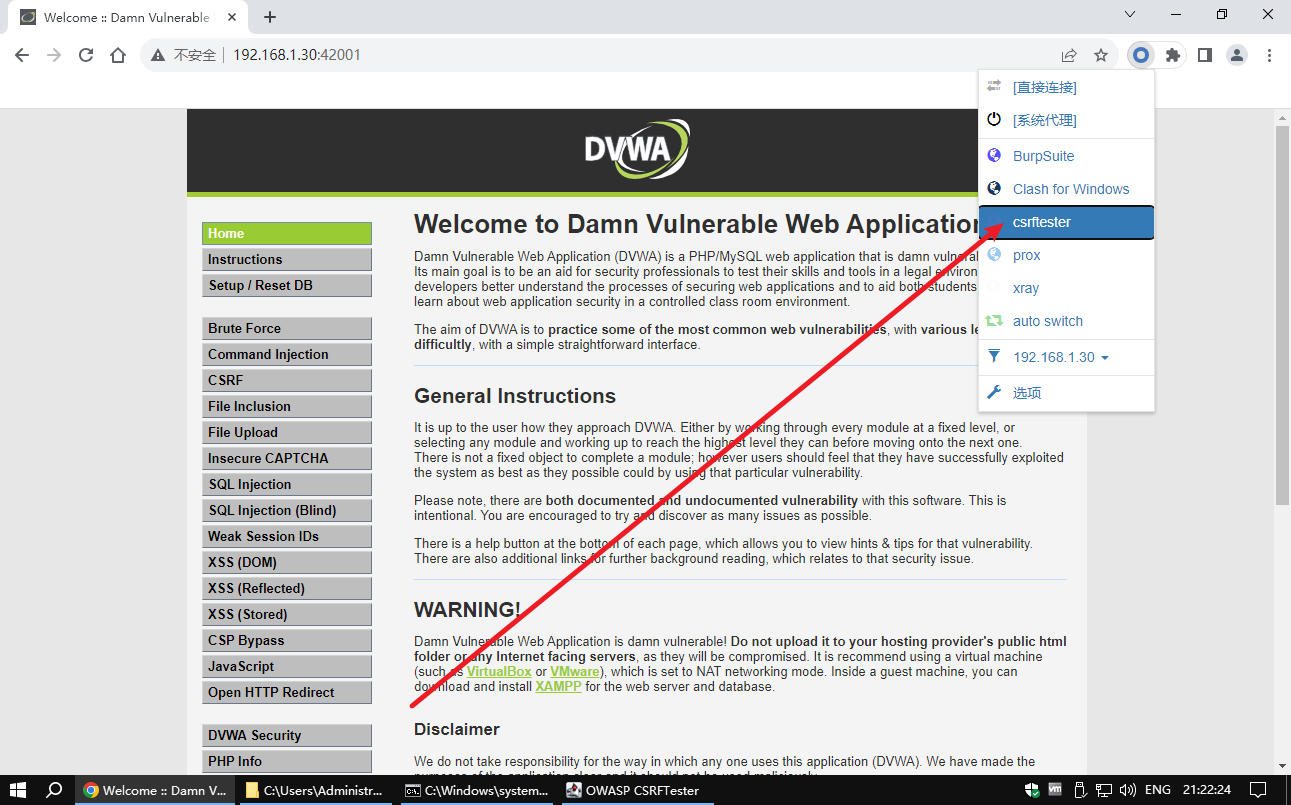 Welcome :: Damn Vulnerable
不安全
192.168.1.30:42001
[直接连接]
[系统代理]
BurpSuite
Clash for Windows
csrftester
prox
xray
auto switch
192.168.1.30
选项
DVWA
Home
Instructions
Setup / Reset DB
Brute Force
Command Injection
CSRF
File Inclusion
File Upload
Insecure CAPTCHA
SQL Injection
SQL Injection (Blind)
Weak Session IDs
XSS (DOM)
XSS (Reflected)
XSS (Stored)
CSP Bypass
JavaScript
Open HTTP Redirect
DVWA Security
PHP Info
Welcome to Damn Vulnerable Web Application
Damn Vulnerable Web Application (DVWA) is a PHP/MySQL web application that is damn
Its main goal is to be an aid for security professionals to test their skills and tools in a legal
developers better understand the processes of securing web applications and to aid both students
learn about web application security in a controlled class room environment.
The aim of DVWA is to practice some of the most common web vulnerabilities, with various
difficultly, with a simple straightforward interface.
General Instructions
It is up to the user how they approach DVWA. Either by working through every module at a fixed level, or
selecting any module and working up to reach the highest level they can before moving onto the next one.
There is not a fixed object to complete a module; however users should feel that they have successfully exploited
the system as best as they possible could by using that particular vulnerability.
Please note, there are both documented and undocumented vulnerability with this software. This is
intentional. You are encouraged to try and discover as many issues as possible.
There is a help button at the bottom of each page, which allows you to view hints & tips for that vulnerability.
There are also additional links for further background reading, which relates to that security issue.
WARNING!
Damn Vulnerable Web Application is damn vulnerable! Do not upload it to your hosting provider's public html
folder or any Internet facing servers, as they will be compromised. It is recommend using a virtual machine
(such as VirtualBox or VMware), which is set to NAT networking mode. Inside a guest machine, you can
download and install XAMPP for the web server and database.
Disclaimer
We do not take responsibility for the way in which any one uses this application (DVWA). We have made the
Welcome :: Damn V...
C:\Users\Administr...
C:\Windows\system...
OWASP CSRFTester
vm
ENG
21:22:24